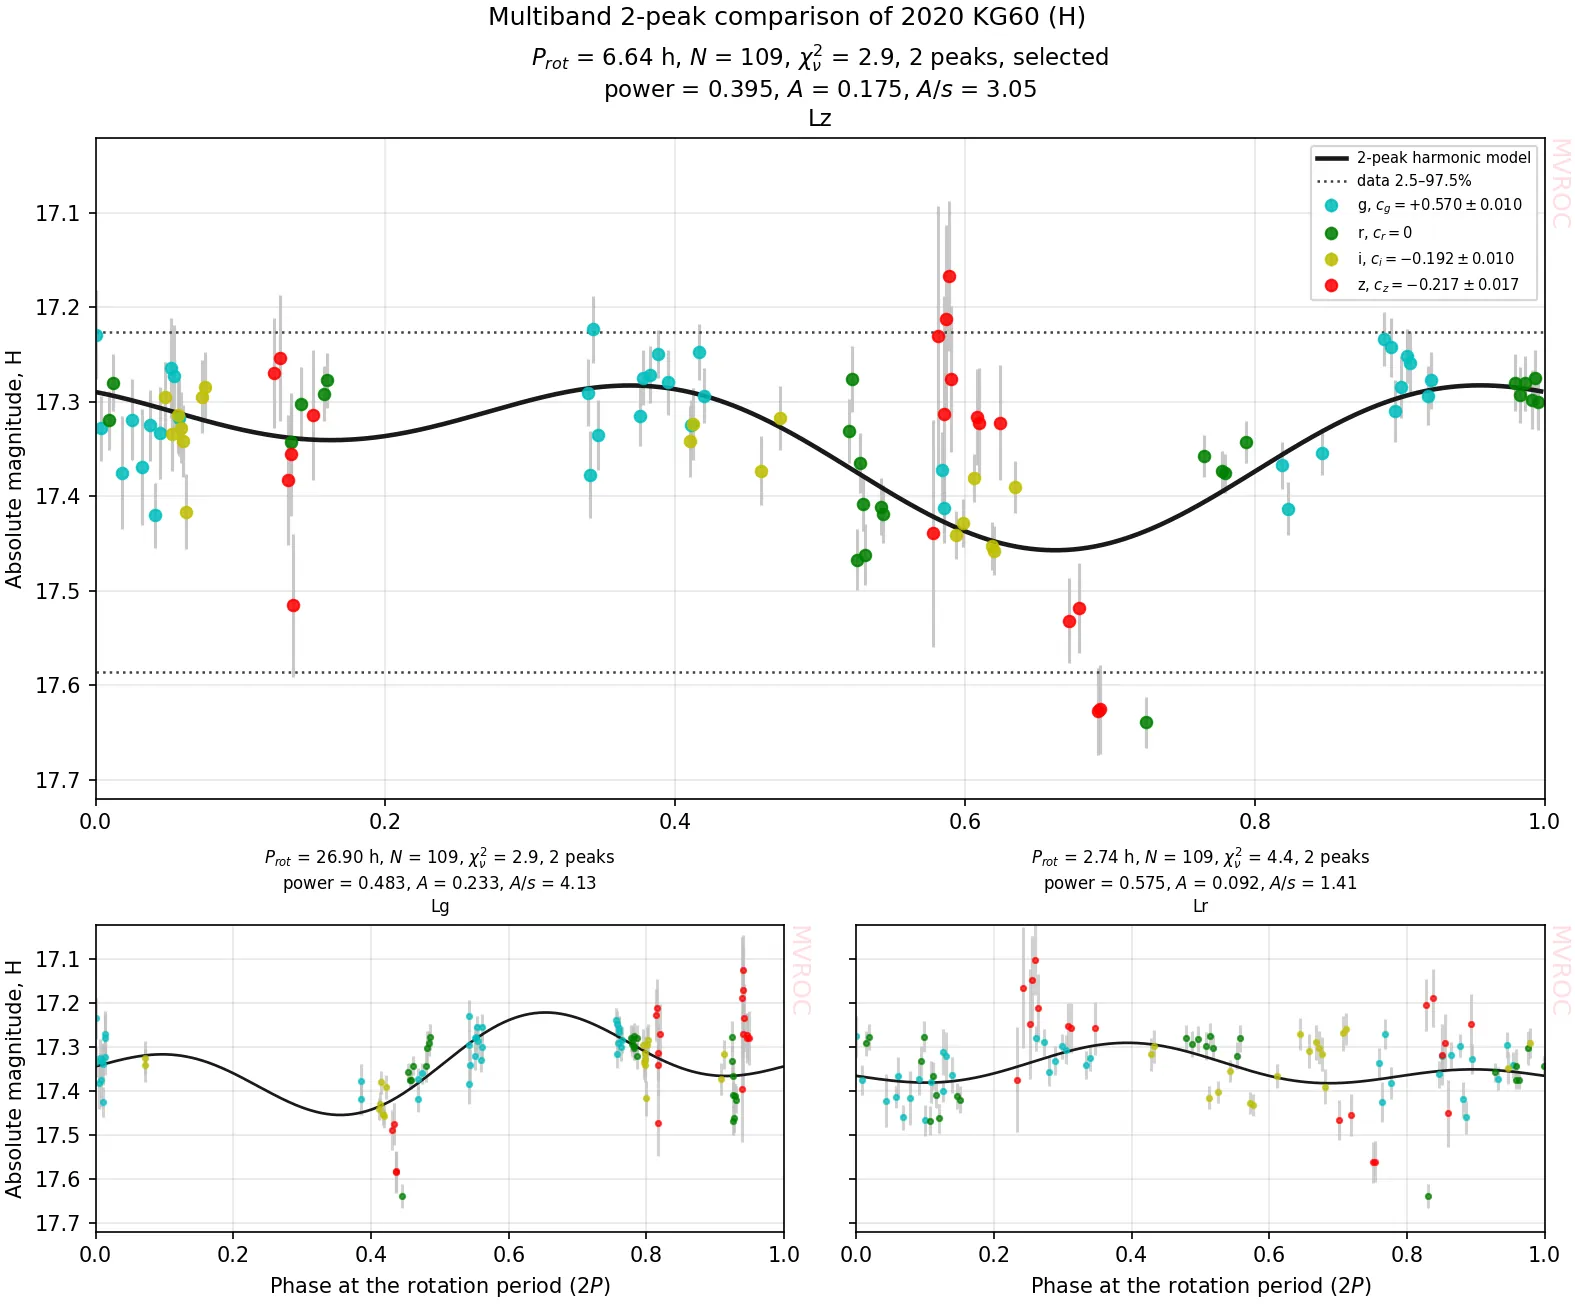 Multiband 2-peak comparison of 2020 KG60 (H)
P_rot = 6.64 h, N = 109, χ²_ν = 2.9, 2 peaks, selected
power = 0.395, A = 0.175, A/s = 3.05
Lz
Absolute magnitude, H
17.1
17.2
17.3
17.4
17.5
17.6
17.7
0.0
0.2
0.4
0.6
0.8
1.0
2-peak harmonic model
data 2.5–97.5%
g, c_g = +0.570 ± 0.010
r, c_r = 0
i, c_i = −0.192 ± 0.010
z, c_z = −0.217 ± 0.017
MVROC
P_rot = 26.90 h, N = 109, χ²_ν = 2.9, 2 peaks
power = 0.483, A = 0.233, A/s = 4.13
Lg
Absolute magnitude, H
17.1
17.2
17.3
17.4
17.5
17.6
17.7
0.0
0.2
0.4
0.6
0.8
1.0
Phase at the rotation period (2P)
MVROC
P_rot = 2.74 h, N = 109, χ²_ν = 4.4, 2 peaks
power = 0.575, A = 0.092, A/s = 1.41
Lr
0.0
0.2
0.4
0.6
0.8
1.0
Phase at the rotation period (2P)
MVROC